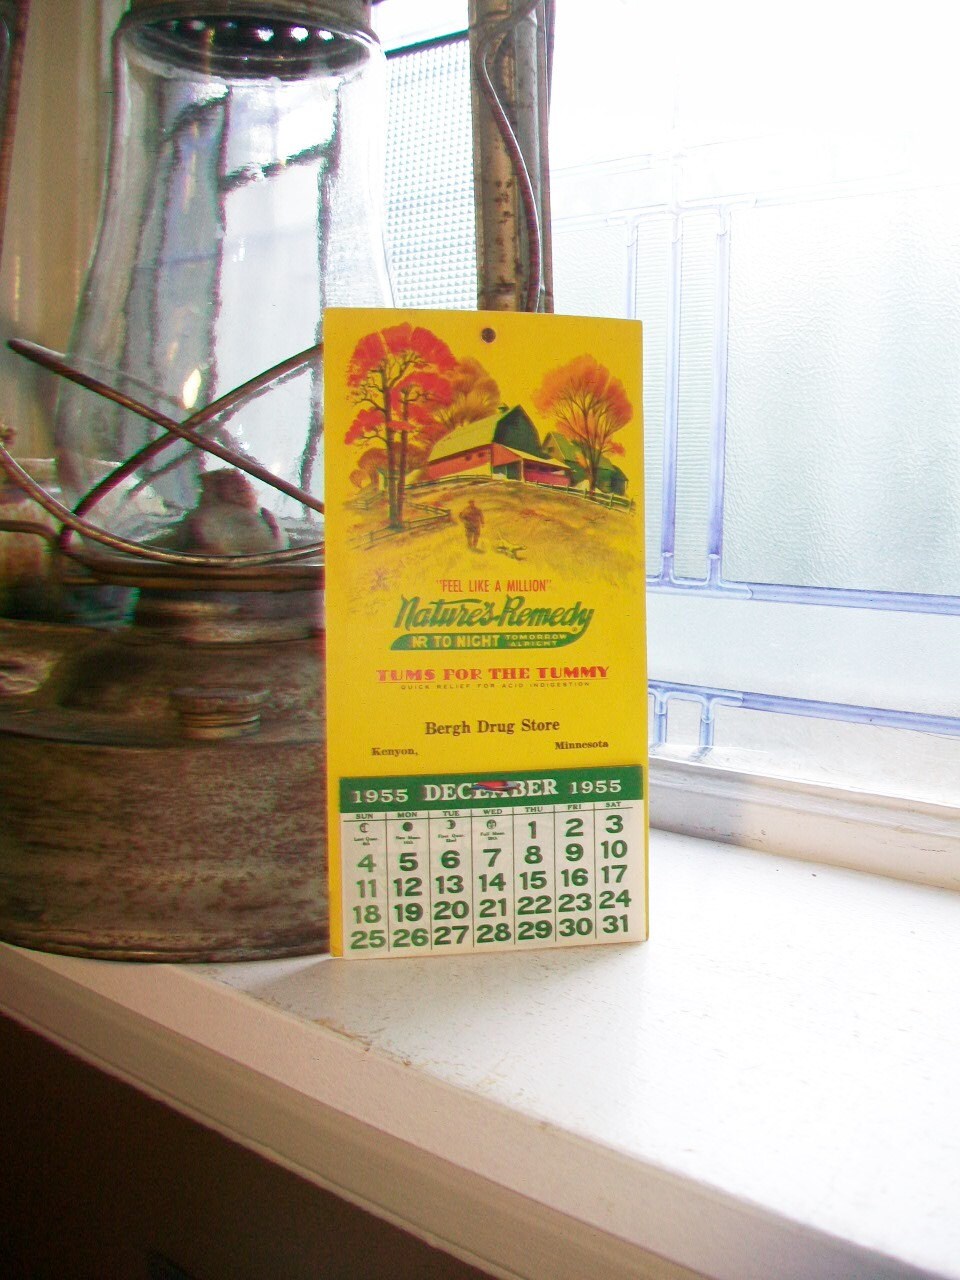 "FEEL LIKE A MILLION"
Nature's Remedy
NR TO NIGHT TOMORROW ALRIGHT
TUMS FOR THE TUMMY
QUICK RELIEF FOR ACID INDIGESTION
Bergh Drug Store
Kenyon, Minnesota
1955 DECEMBER 1955
SUN MON TUE WED THU FRI SAT
1 2 3
4 5 6 7 8 9 10
11 12 13 14 15 16 17
18 19 20 21 22 23 24
25 26 27 28 29 30 31